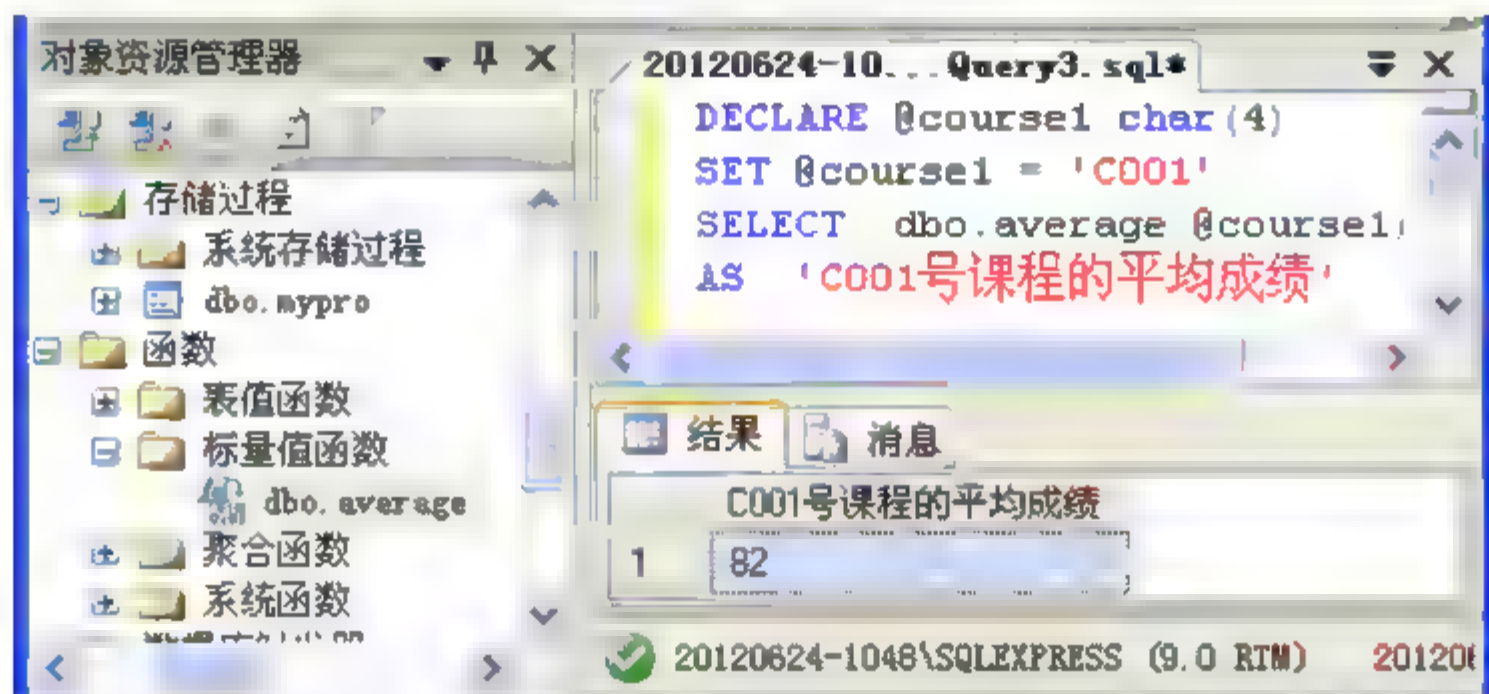 对象资源管理器
存储过程
系统存储过程
dbo.mypro
函数
表值函数
标量值函数
dbo.average
聚合函数
系统函数
20120624-10...Query3.sql*
DECLARE @course1 char(4)
SET @course1 = 'C001'
SELECT dbo.average @course1
AS 'C001号课程的平均成绩'
结果 消息
C001号课程的平均成绩
1 82
20120624-1048\SQLEXPRESS (9.0 RTM) 20120